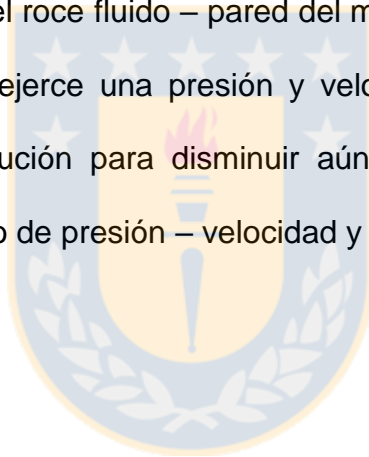 el roce fluido – pared del m
ejerce una presión y velo
ución para disminuir aún
o de presión – velocidad y